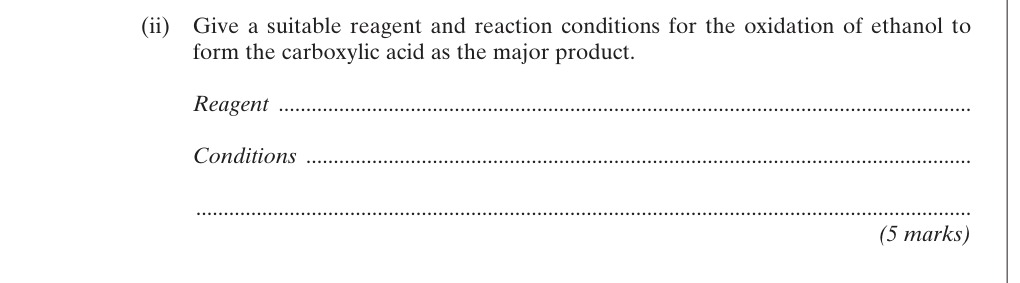 (ii) Give a suitable reagent and reaction conditions for the oxidation of ethanol to
form the carboxylic acid as the major product.
Reagent ..............................................................................................................................
Conditions .........................................................................................................................
.............................................................................................................................................
(5 marks)